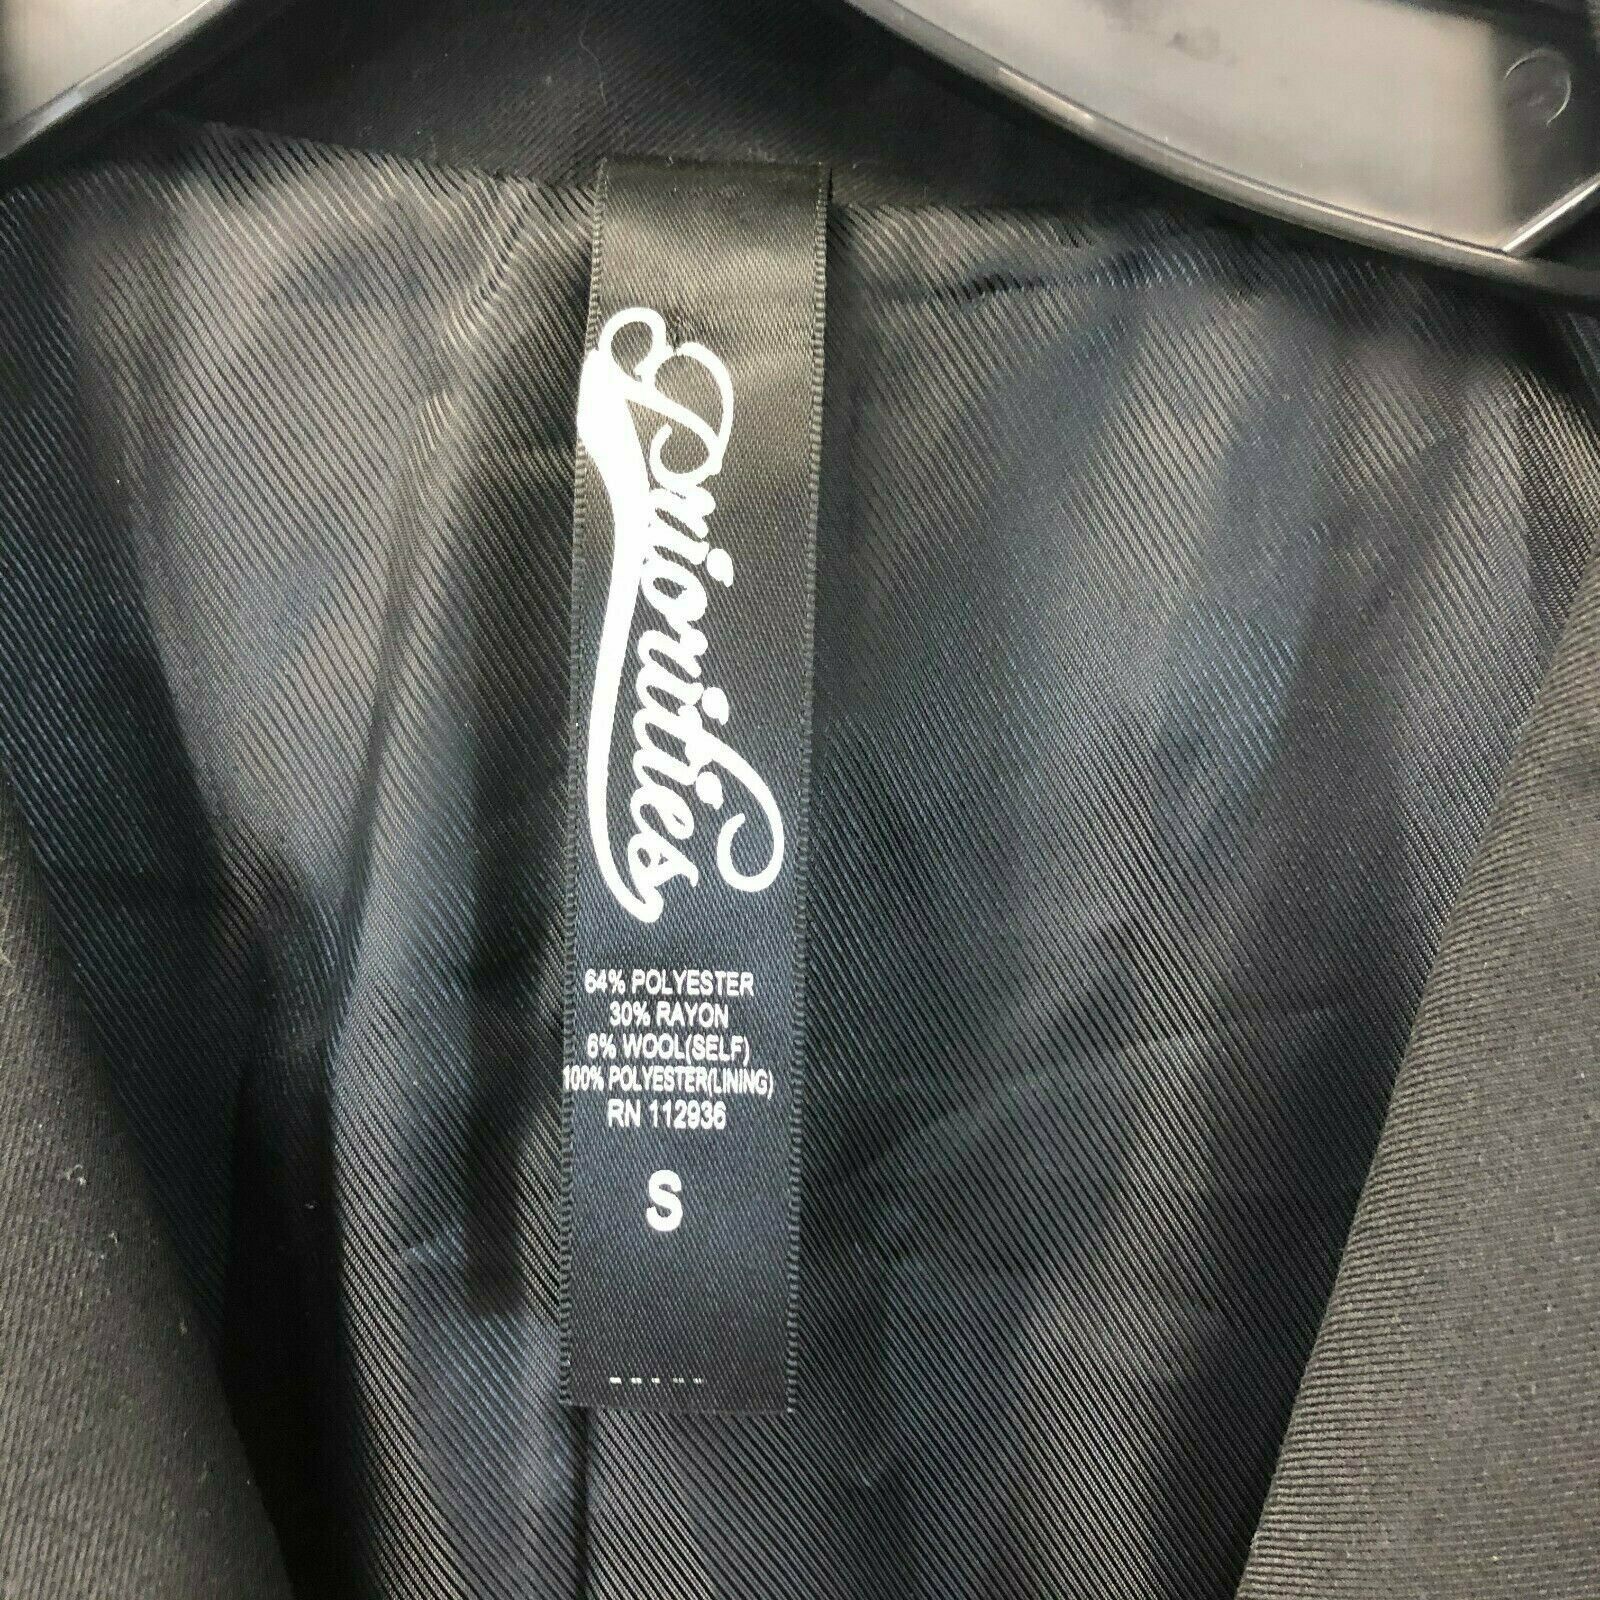 Priorities
64% POLYESTER
30% RAYON
6% WOOL(SELF)
100% POLYESTER(LINING)
RN 112936
S